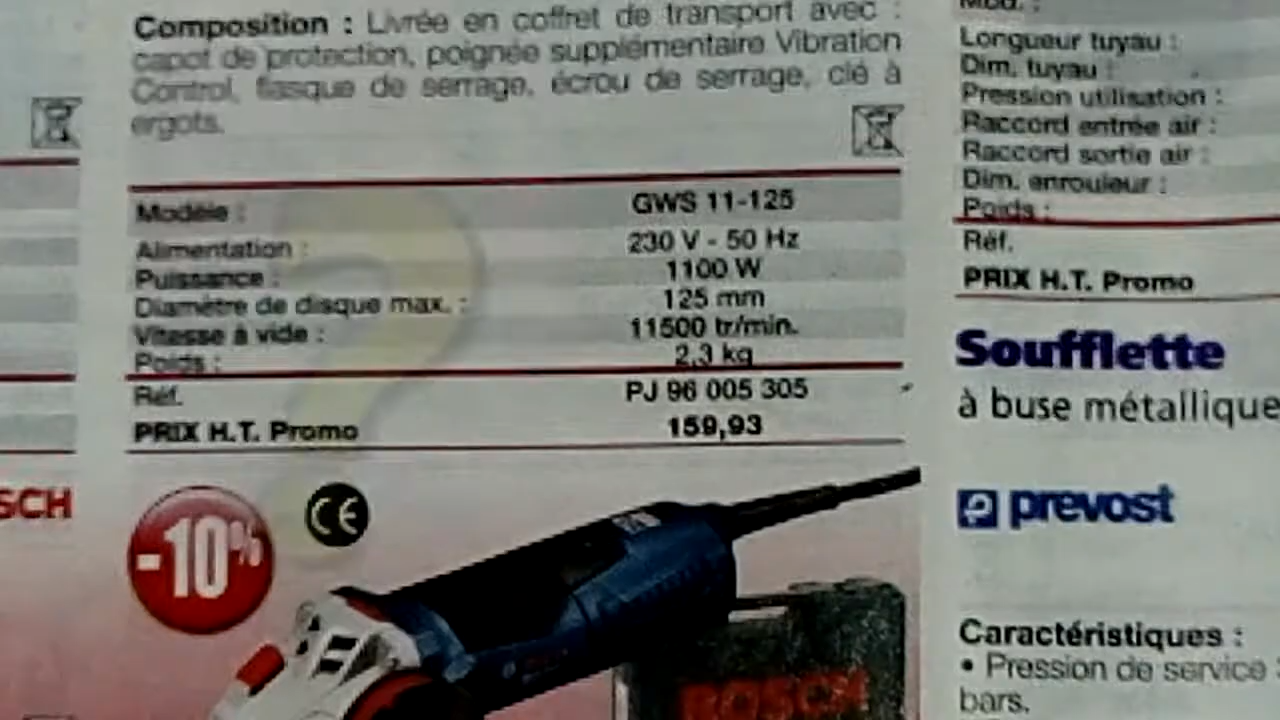 Composition : Livrée en coffret de transport avec :
capot de protection, poignée supplémentaire Vibration
Control, flasque de serrage, écrou de serrage, clé à
ergots.
Modèle : GWS 11-125
Alimentation : 230 V - 50 Hz
Puissance : 1100 W
Diamètre de disque max. : 125 mm
Vitesse à vide : 11500 tr/min.
Poids : 2,3 kg
Réf. PJ 96 005 305
PRIX H.T. Promo 159,93
-10%
CE
BOSCH
SCH
Mod. :
Longueur tuyau :
Dim. tuyau :
Pression utilisation :
Raccord entrée air :
Raccord sortie air :
Dim. enrouleur :
Poids :
Réf.
PRIX H.T. Promo
Soufflette
à buse métallique
prevost
Caractéristiques :
• Pression de service :
bars.